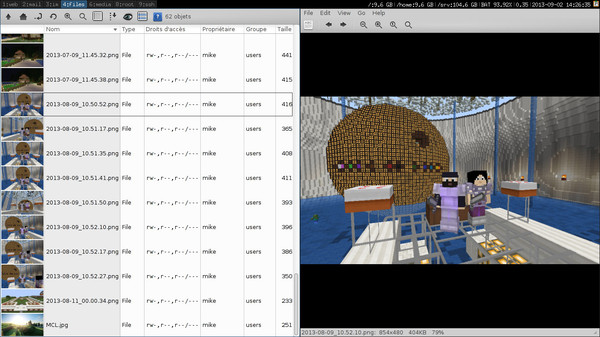 1:web 2:mail 3:im 4:Files 5:media 8:root 9:ssh
/:9,6 GB /home:9,6 GB /srv:104,6 GB BAT 93,92% 0,35 2013-09-02 14:26:35
62 objets
Nom Type Droits d'accès Propriétaire Groupe Taille
2013-07-09_11.45.32.png File rw-,r--,r--/--- mike users 441
2013-07-09_11.45.38.png File rw-,r--,r--/--- mike users 415
2013-08-09_10.50.52.png File rw-,r--,r--/--- mike users 416
2013-08-09_10.51.17.png File rw-,r--,r--/--- mike users 365
2013-08-09_10.51.35.png File rw-,r--,r--/--- mike users 408
2013-08-09_10.51.41.png File rw-,r--,r--/--- mike users 411
2013-08-09_10.51.50.png File rw-,r--,r--/--- mike users 393
2013-08-09_10.52.10.png File rw-,r--,r--/--- mike users 396
2013-08-09_10.52.17.png File rw-,r--,r--/--- mike users 386
2013-08-09_10.52.27.png File rw-,r--,r--/--- mike users 350
2013-08-11_00.00.34.png File rw-,r--,r--/--- mike users 233
MCL.jpg File rw-,r--,r--/--- mike users 251
File Edit View Go Help
2013-08-09_10.52.10.png: 854x480 404KB 79%